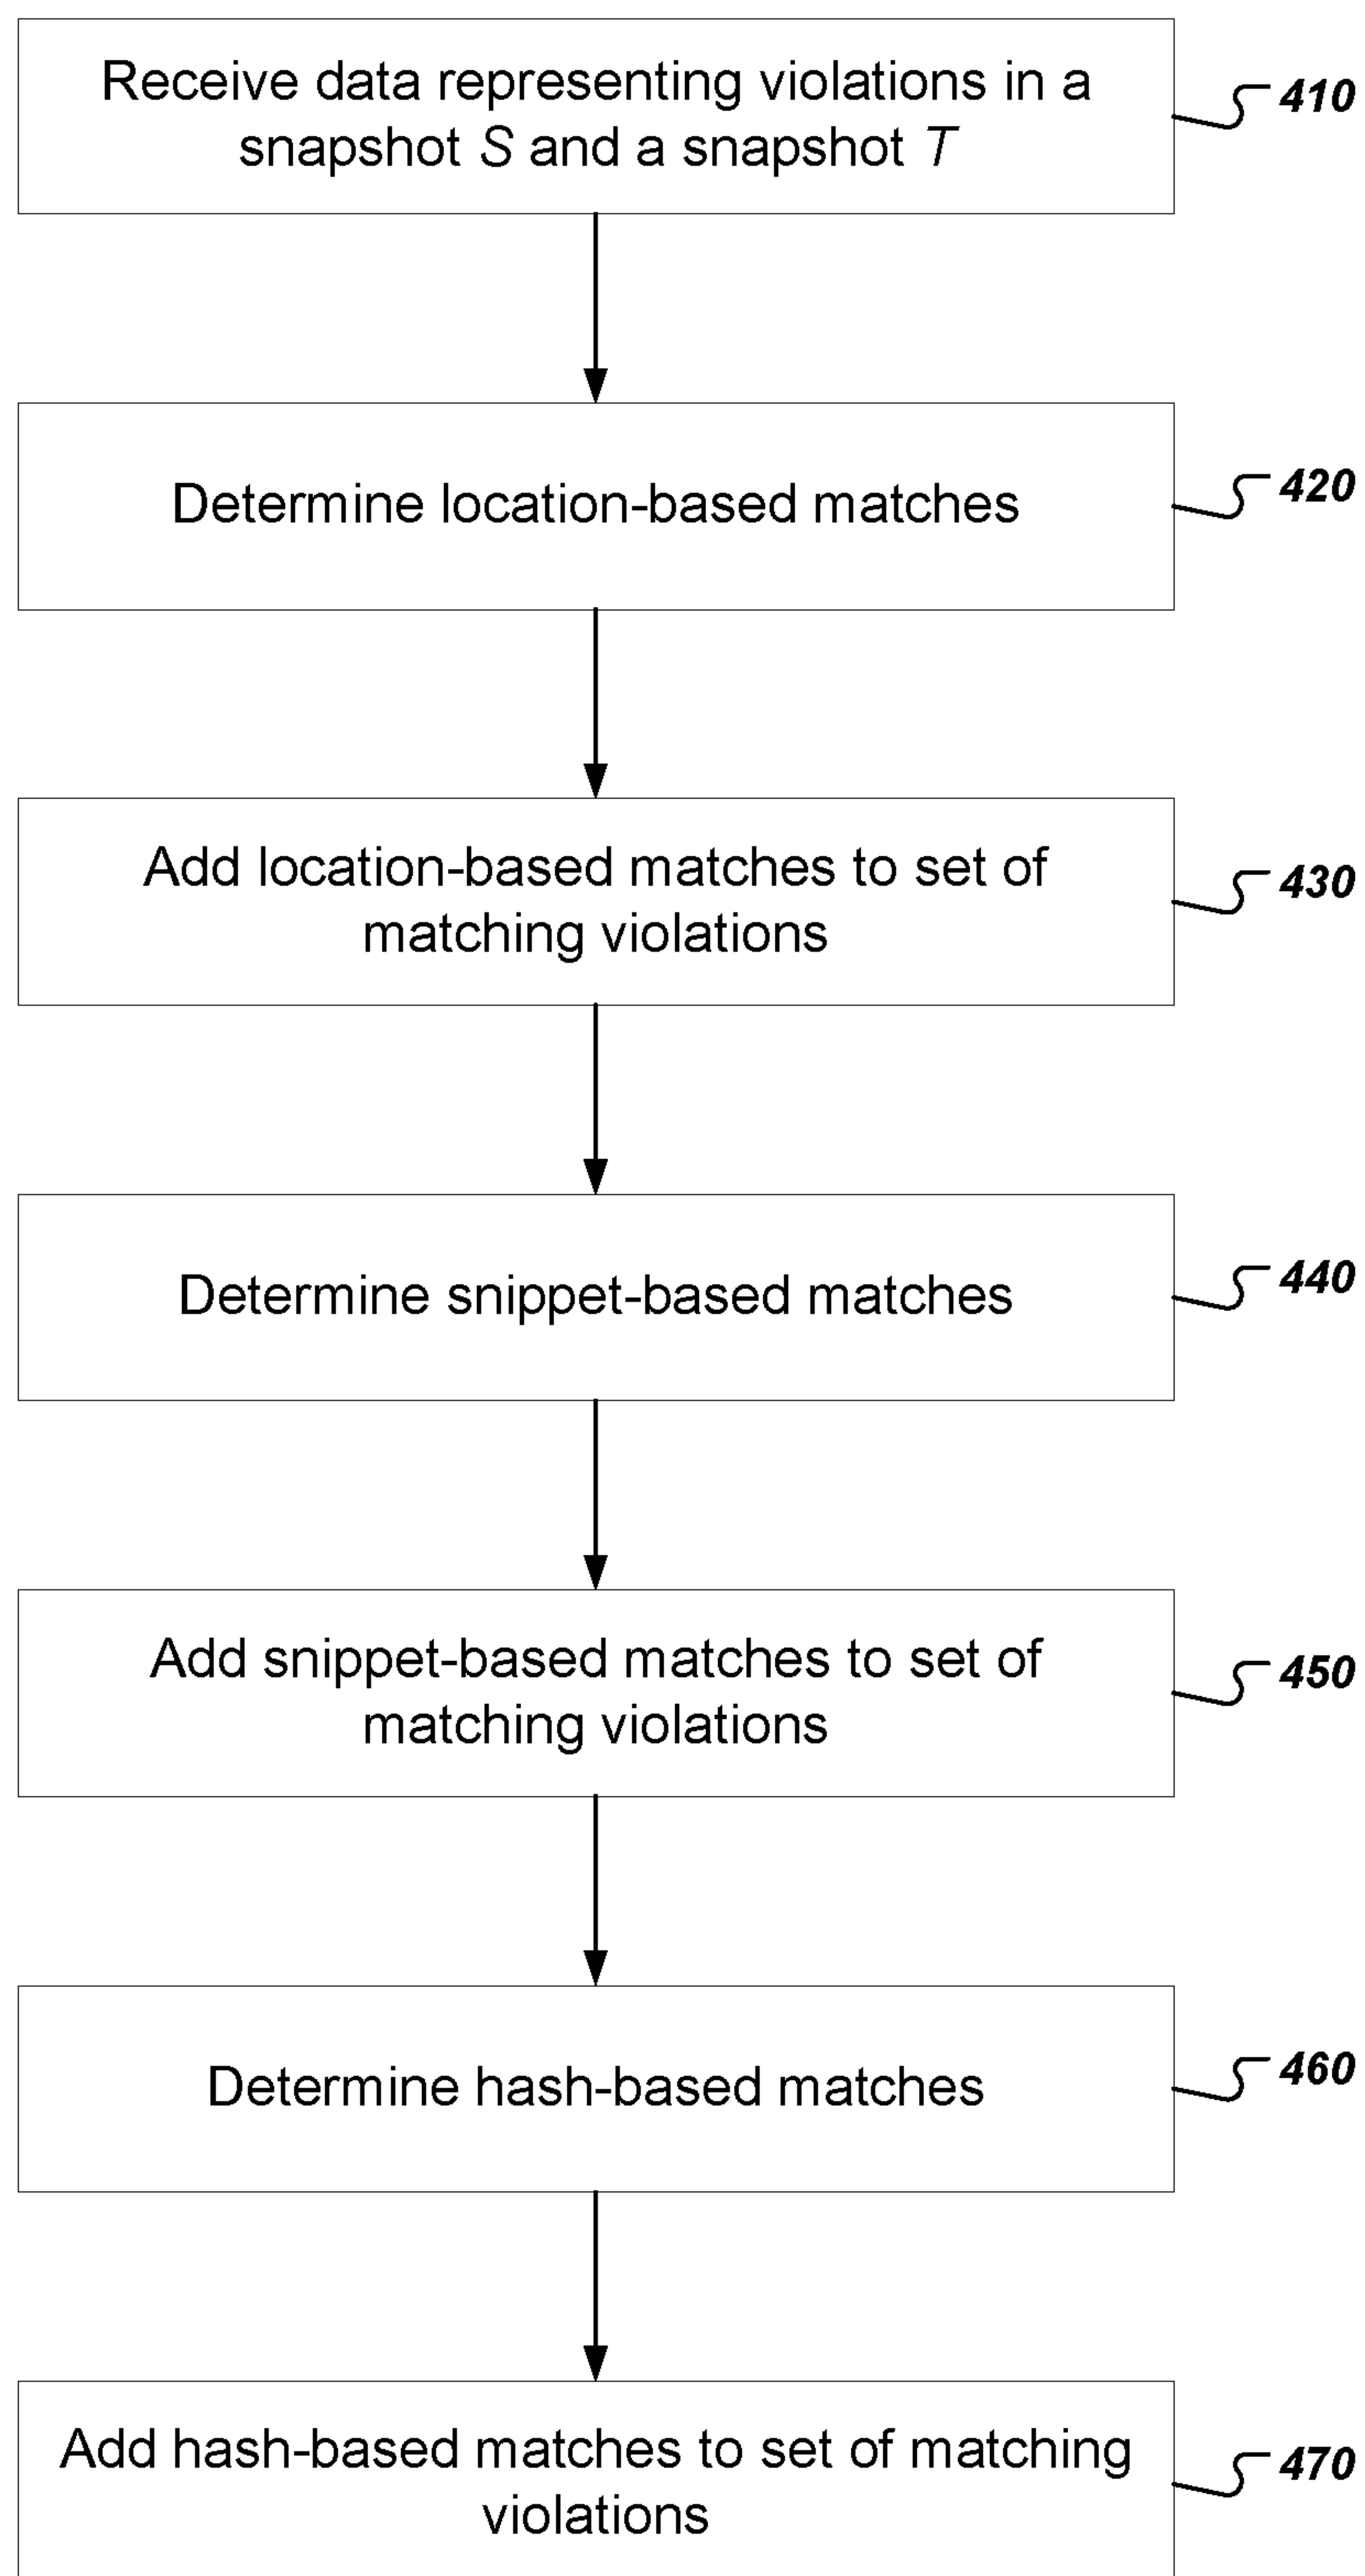 Receive data representing violations in a
snapshot S and a snapshot T
410
Determine location-based matches
420
Add location-based matches to set of
matching violations
430
Determine snippet-based matches
440
Add snippet-based matches to set of
matching violations
450
Determine hash-based matches
460
Add hash-based matches to set of matching
violations
470